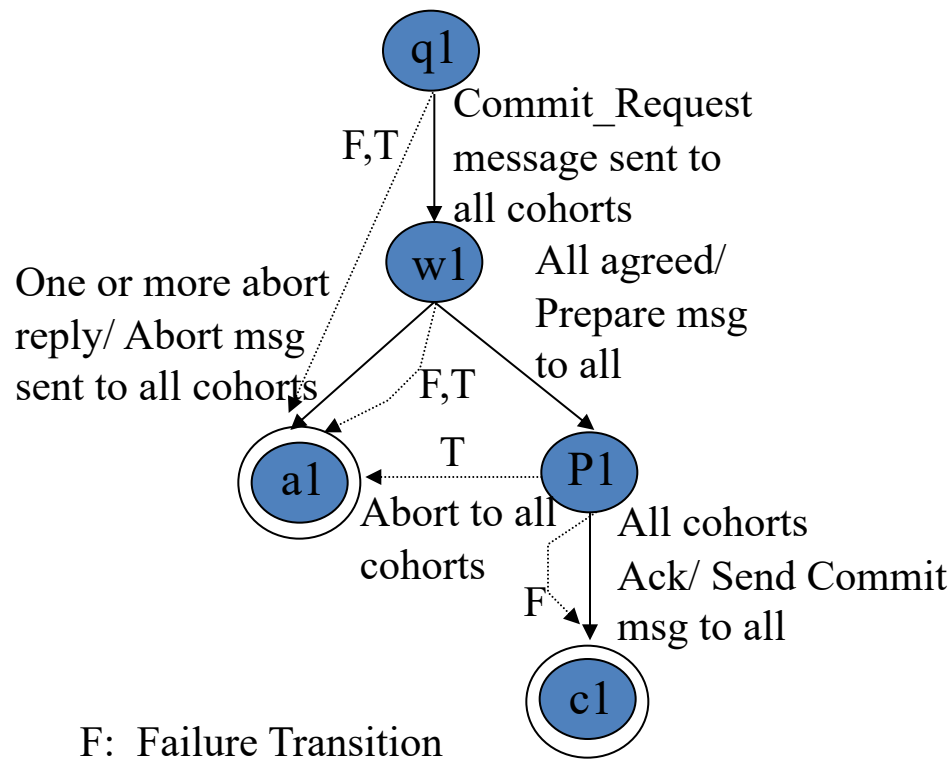 q1
Commit_Request
message sent to
all cohorts
F,T
w1
All agreed/
Prepare msg
to all
One or more abort
reply/ Abort msg
sent to all cohorts
F,T
T
a1
P1
Abort to all
cohorts
All cohorts
Ack/ Send Commit
msg to all
F
c1
F: Failure Transition